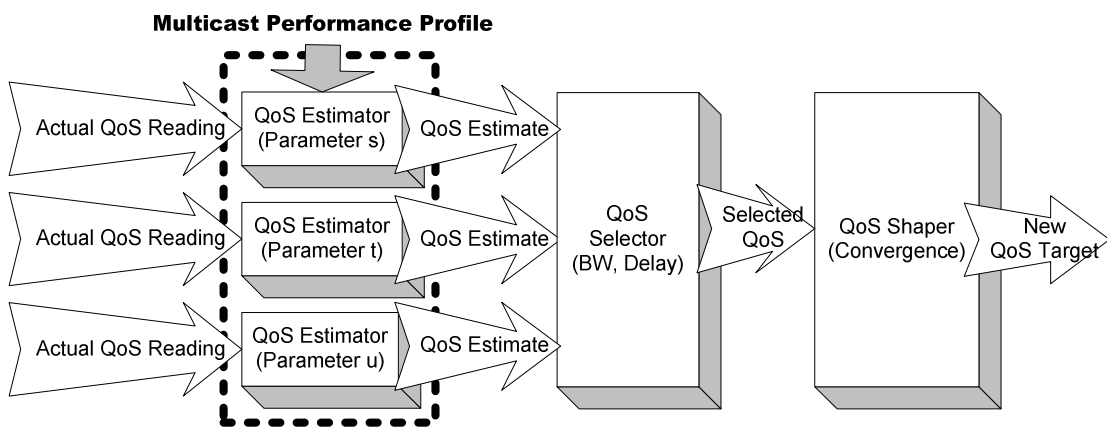 Multicast Performance Profile
Actual QoS Reading
QoS Estimator
(Parameter s)
QoS Estimate
Actual QoS Reading
QoS Estimator
(Parameter t)
QoS Estimate
Actual QoS Reading
QoS Estimator
(Parameter u)
QoS Estimate
QoS
Selector
(BW, Delay)
Selected
QoS
QoS Shaper
(Convergence)
New
QoS Target